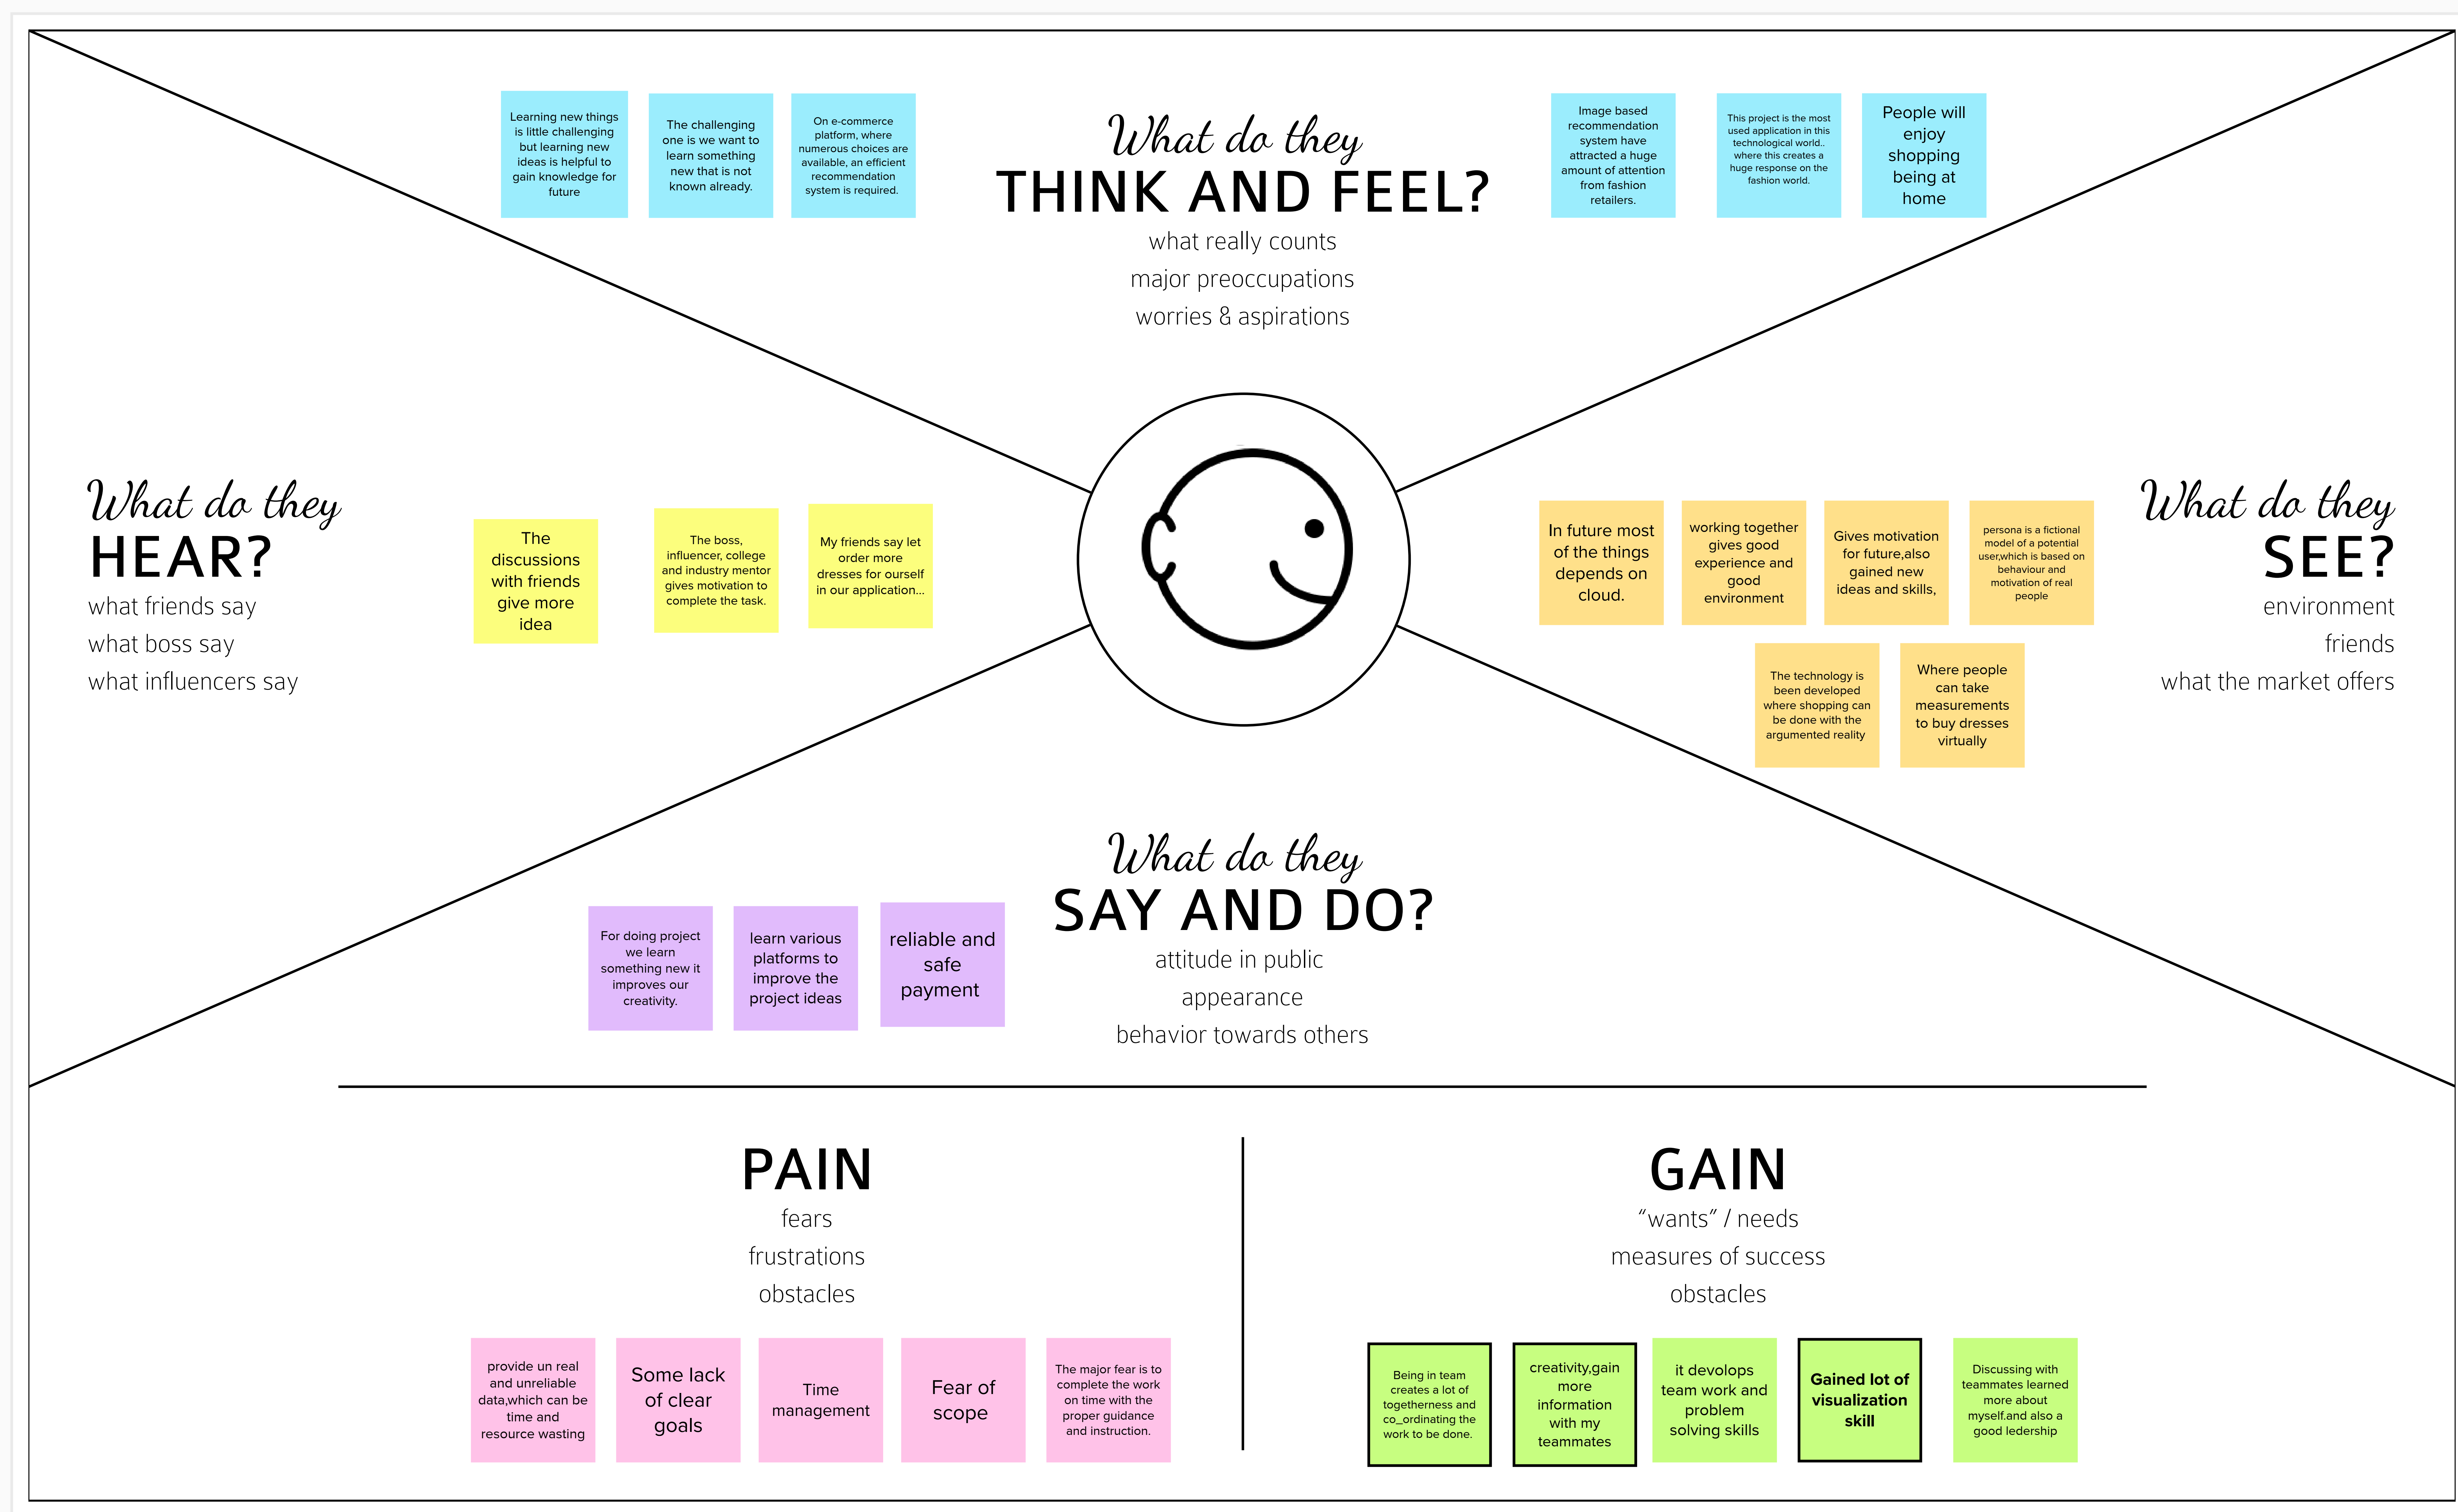 Learning new things
is little challenging
but learning new
ideas is helpful to
gain knowledge for
future
The challenging
one is we want to
learn something
new that is not
known already.
On e-commerce
platform, where
numerous choices are
available, an efficient
recommendation
system is required.
What do they
THINK AND FEEL?
what really counts
major preoccupations
worries & aspirations
Image based
recommendation
system have
attracted a huge
amount of attention
from fashion
retailers.
This project is the most
used application in this
technological world..
where this creates a
huge response on the
fashion world.
People will
enjoy
shopping
being at
home
What do they
HEAR?
what friends say
what boss say
what influencers say
The
discussions
with friends
give more
idea
The boss,
influencer, college
and industry mentor
gives motivation to
complete the task.
My friends say let
order more
dresses for ourself
in our application...
In future most
of the things
depends on
cloud.
working together
gives good
experience and
good
environment
Gives motivation
for future,also
gained new
ideas and skills,
persona is a fictional
model of a potential
user,which is based on
behaviour and
motivation of real
people
The technology is
been developed
where shopping can
be done with the
argumented reality
Where people
can take
measurements
to buy dresses
virtually
What do they
SEE?
environment
friends
what the market offers
For doing project
we learn
something new it
improves our
creativity.
learn various
platforms to
improve the
project ideas
reliable and
safe
payment
What do they
SAY AND DO?
attitude in public
appearance
behavior towards others
PAIN
fears
frustrations
obstacles
provide un real
and unreliable
data,which can be
time and
resource wasting
Some lack
of clear
goals
Time
management
Fear of
scope
The major fear is to
complete the work
on time with the
proper guidance
and instruction.
GAIN
“wants” / needs
measures of success
obstacles
Being in team
creates a lot of
togetherness and
co_ordinating the
work to be done.
creativity,gain
more
information
with my
teammates
it devolops
team work and
problem
solving skills
Gained lot of
visualization
skill
Discussing with
teammates learned
more about
myself.and also a
good ledership